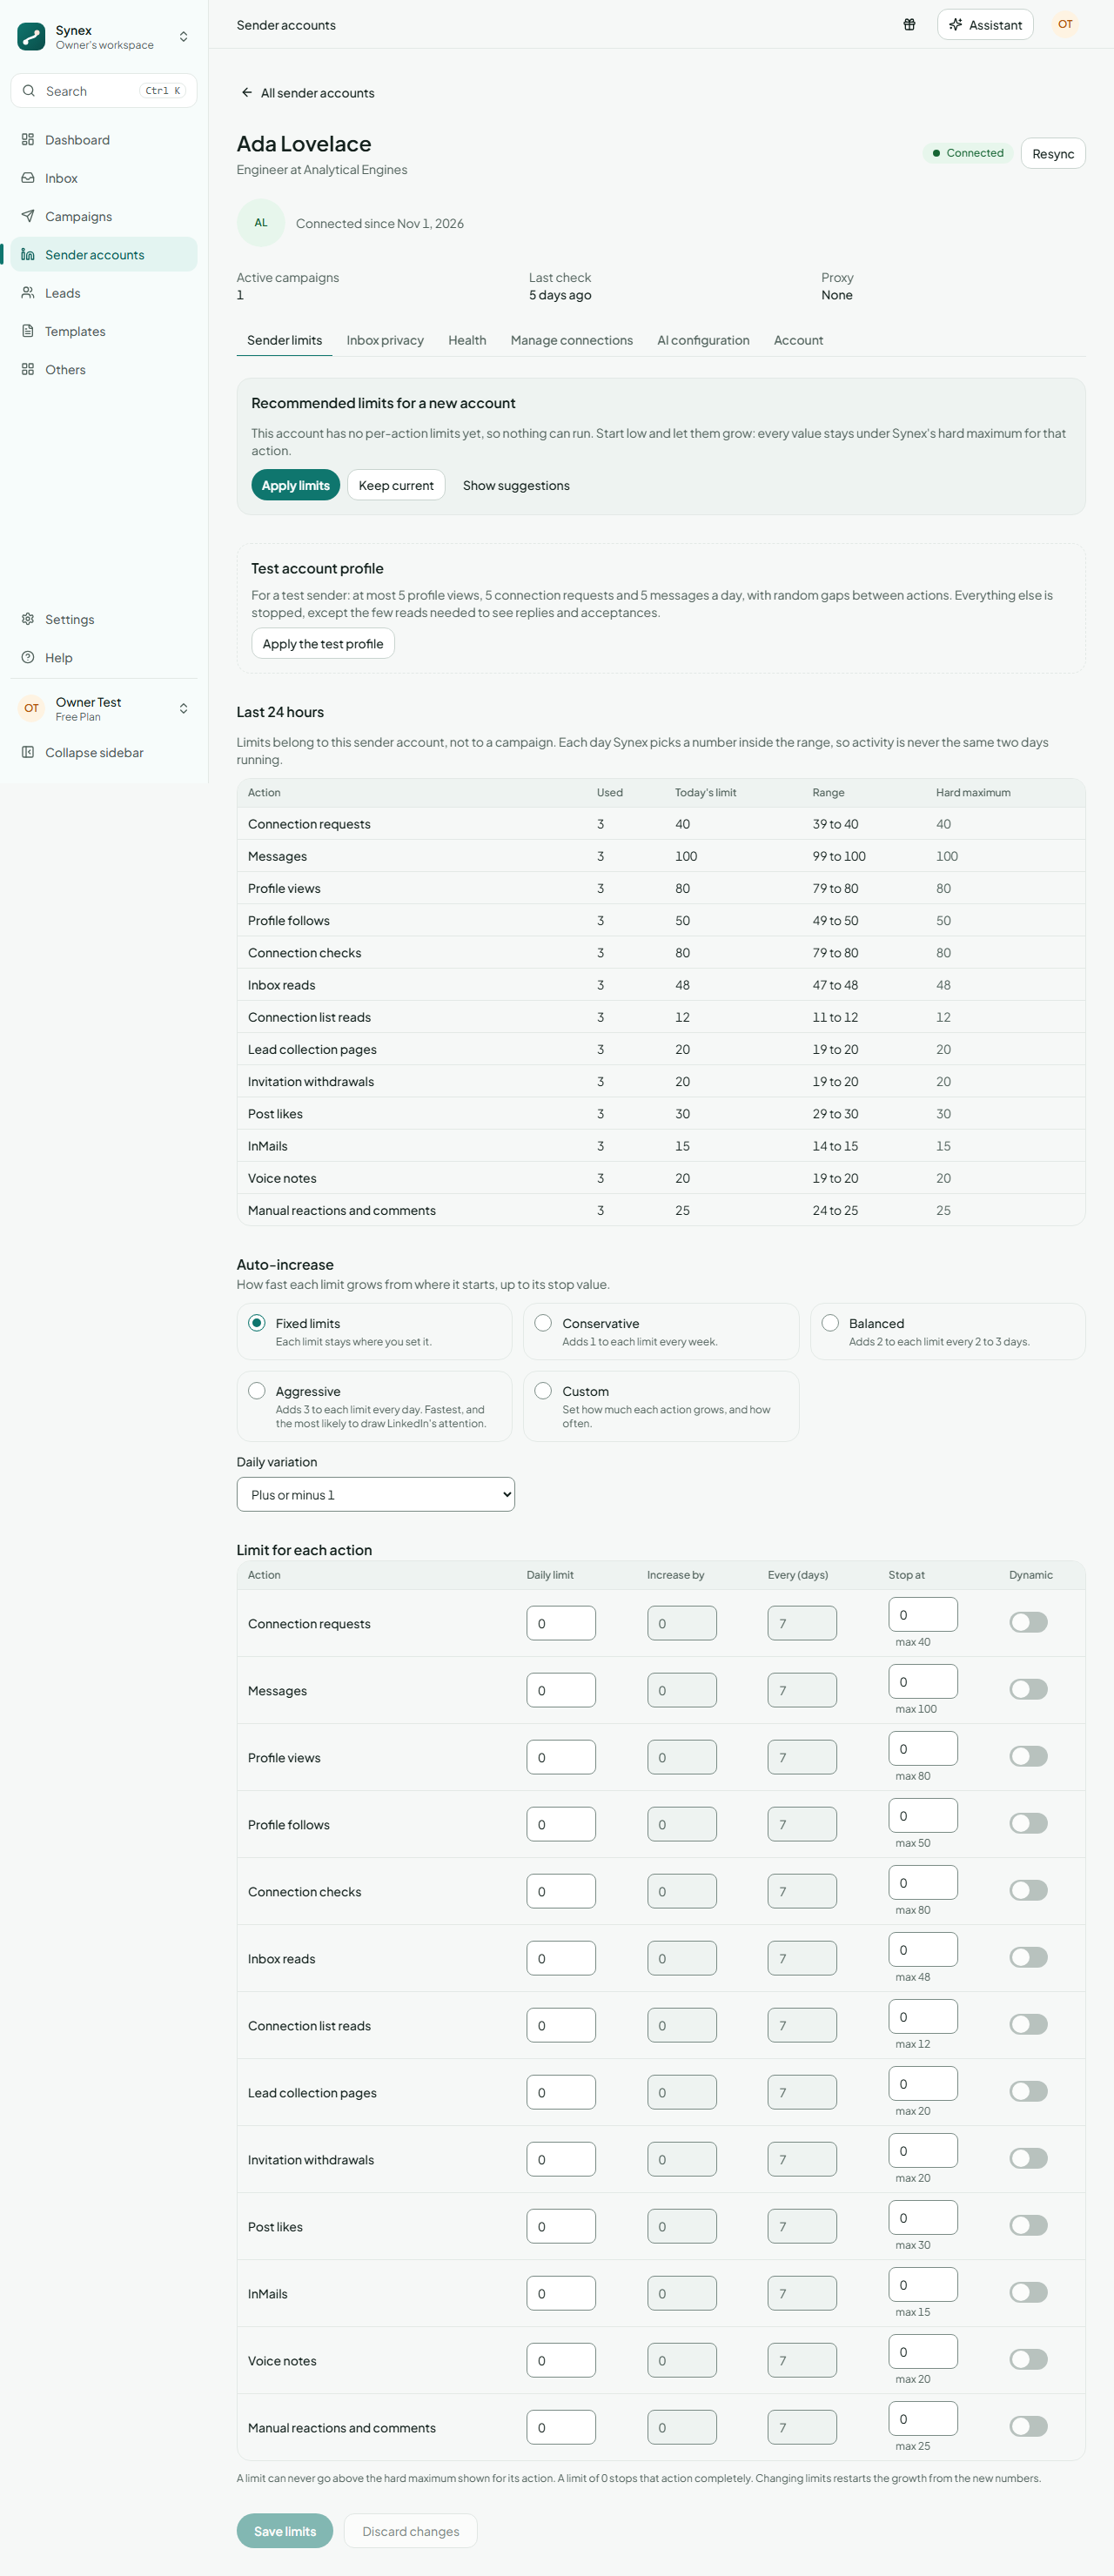 Synex
Owner's workspace
Search
Ctrl K
Dashboard
Inbox
Campaigns
Sender accounts
Leads
Templates
Others
Settings
Help
OT
Owner Test
Free Plan
Collapse sidebar
Sender accounts
Assistant
OT
All sender accounts
Ada Lovelace
Engineer at Analytical Engines
Connected
Resync
AL
Connected since Nov 1, 2026
Active campaigns
1
Last check
5 days ago
Proxy
None
Sender limits Inbox privacy Health Manage connections AI configuration Account
Recommended limits for a new account
This account has no per-action limits yet, so nothing can run. Start low and let them grow: every value stays under Synex's hard maximum for that
action.
Apply limits Keep current Show suggestions
Test account profile
For a test sender: at most 5 profile views, 5 connection requests and 5 messages a day, with random gaps between actions. Everything else is
stopped, except the few reads needed to see replies and acceptances.
Apply the test profile
Last 24 hours
Limits belong to this sender account, not to a campaign. Each day Synex picks a number inside the range, so activity is never the same two days
running.
Action Used Today's limit Range Hard maximum
Connection requests 3 40 39 to 40 40
Messages 3 100 99 to 100 100
Profile views 3 80 79 to 80 80
Profile follows 3 50 49 to 50 50
Connection checks 3 80 79 to 80 80
Inbox reads 3 48 47 to 48 48
Connection list reads 3 12 11 to 12 12
Lead collection pages 3 20 19 to 20 20
Invitation withdrawals 3 20 19 to 20 20
Post likes 3 30 29 to 30 30
InMails 3 15 14 to 15 15
Voice notes 3 20 19 to 20 20
Manual reactions and comments 3 25 24 to 25 25
Auto-increase
How fast each limit grows from where it starts, up to its stop value.
Fixed limits
Each limit stays where you set it.
Conservative
Adds 1 to each limit every week.
Balanced
Adds 2 to each limit every 2 to 3 days.
Aggressive
Adds 3 to each limit every day. Fastest, and
the most likely to draw LinkedIn's attention.
Custom
Set how much each action grows, and how
often.
Daily variation
Plus or minus 1
Limit for each action
Action Daily limit Increase by Every (days) Stop at Dynamic
Connection requests 0 0 7 0
max 40
Messages 0 0 7 0
max 100
Profile views 0 0 7 0
max 80
Profile follows 0 0 7 0
max 50
Connection checks 0 0 7 0
max 80
Inbox reads 0 0 7 0
max 48
Connection list reads 0 0 7 0
max 12
Lead collection pages 0 0 7 0
max 20
Invitation withdrawals 0 0 7 0
max 20
Post likes 0 0 7 0
max 30
InMails 0 0 7 0
max 15
Voice notes 0 0 7 0
max 20
Manual reactions and comments 0 0 7 0
max 25
A limit can never go above the hard maximum shown for its action. A limit of 0 stops that action completely. Changing limits restarts the growth from the new numbers.
Save limits Discard changes